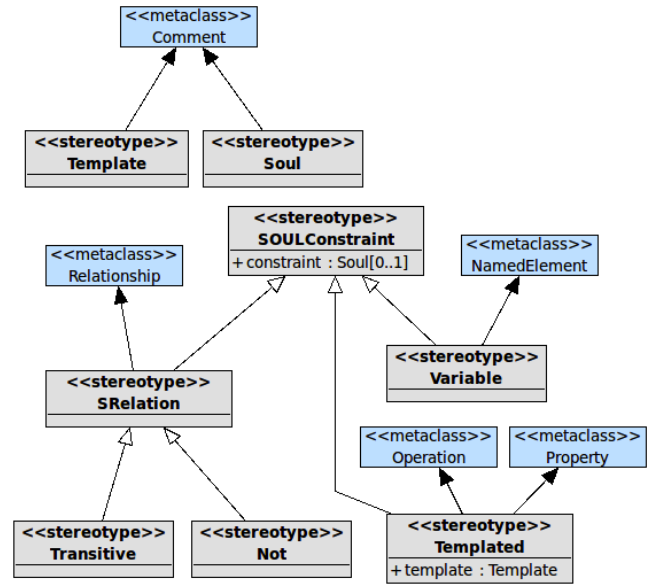 <<metaclass>>
Comment
<<stereotype>>
Template
<<stereotype>>
Soul
<<stereotype>>
SOULConstraint
+ constraint : Soul[0..1]
<<metaclass>>
Relationship
<<metaclass>>
NamedElement
<<stereotype>>
SRelation
<<stereotype>>
Variable
<<metaclass>>
Operation
<<metaclass>>
Property
<<stereotype>>
Transitive
<<stereotype>>
Not
<<stereotype>>
Templated
+ template : Template